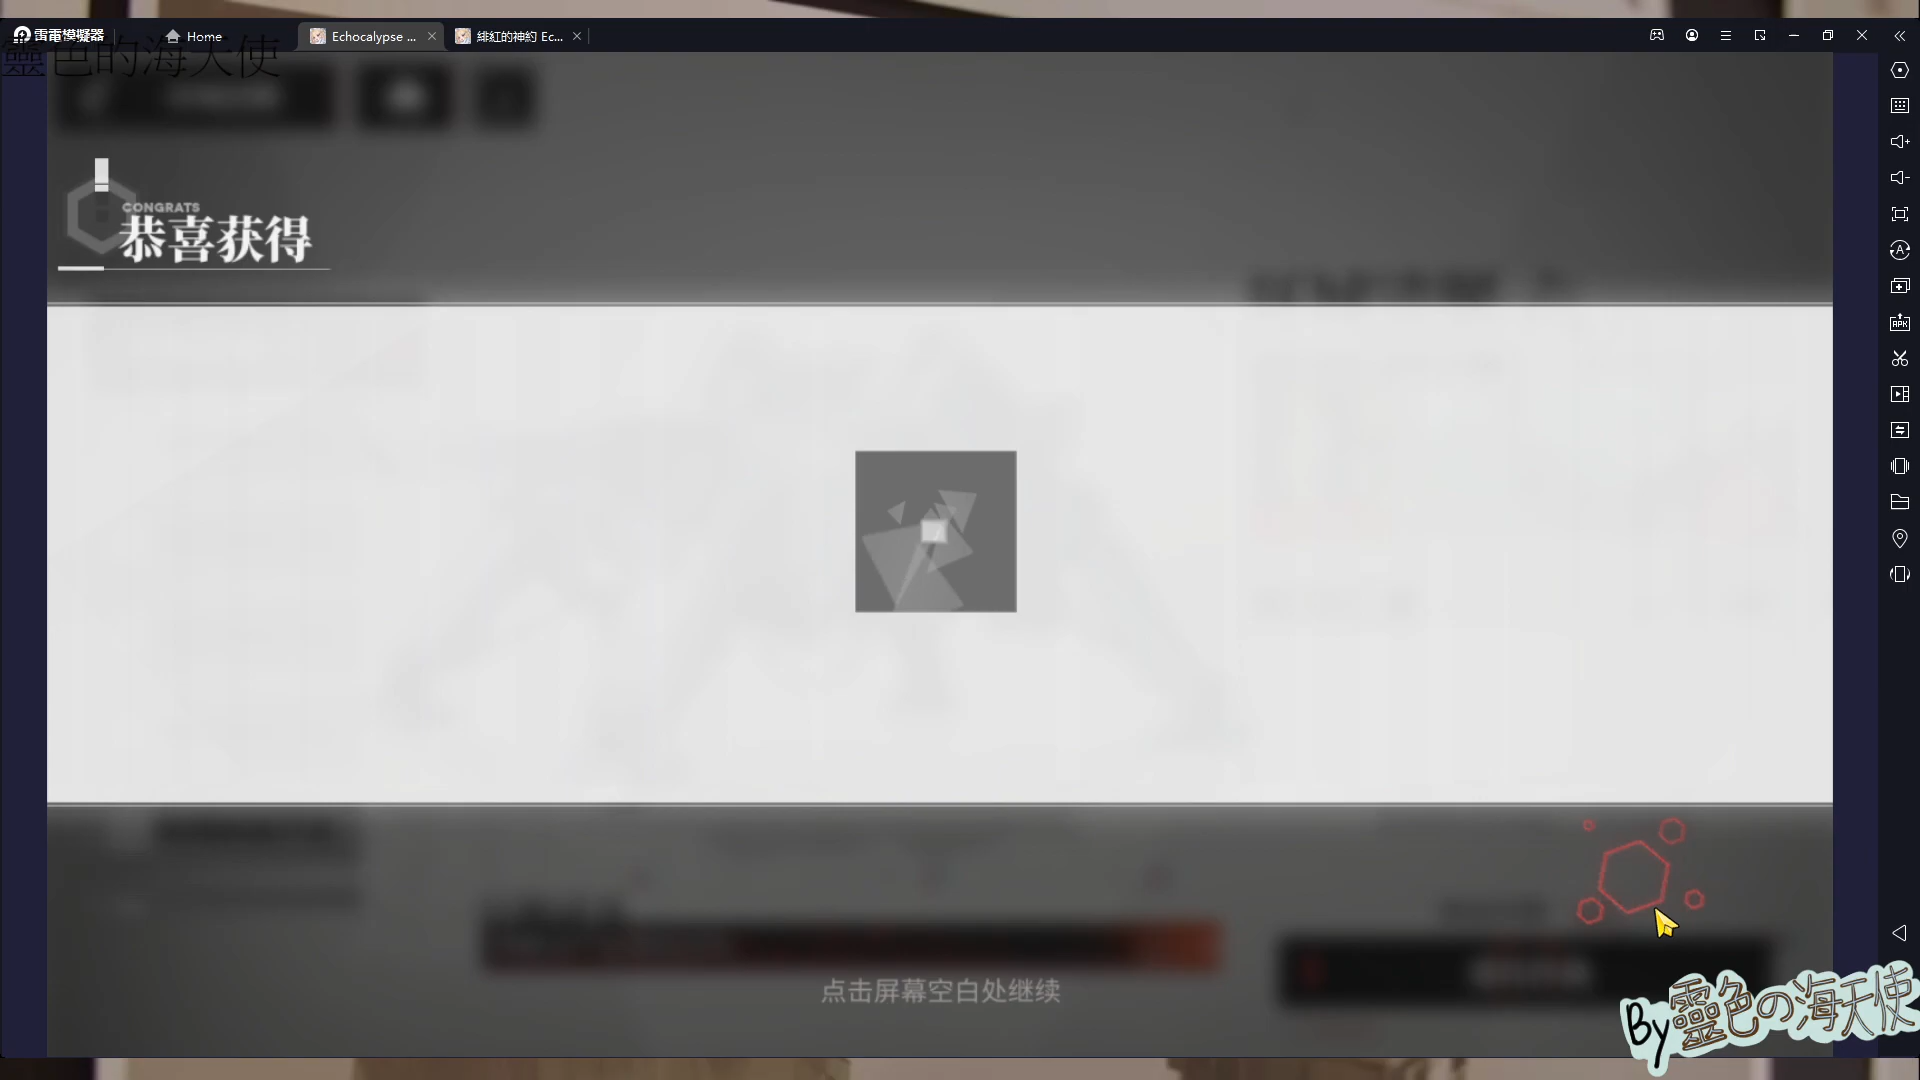 雷電模擬器
Home
Echocalypse ...
緋紅的神約 Ec...
靈色的海天使
CONGRATS
恭喜获得
APK
点击屏幕空白处继续
By靈色の海天使